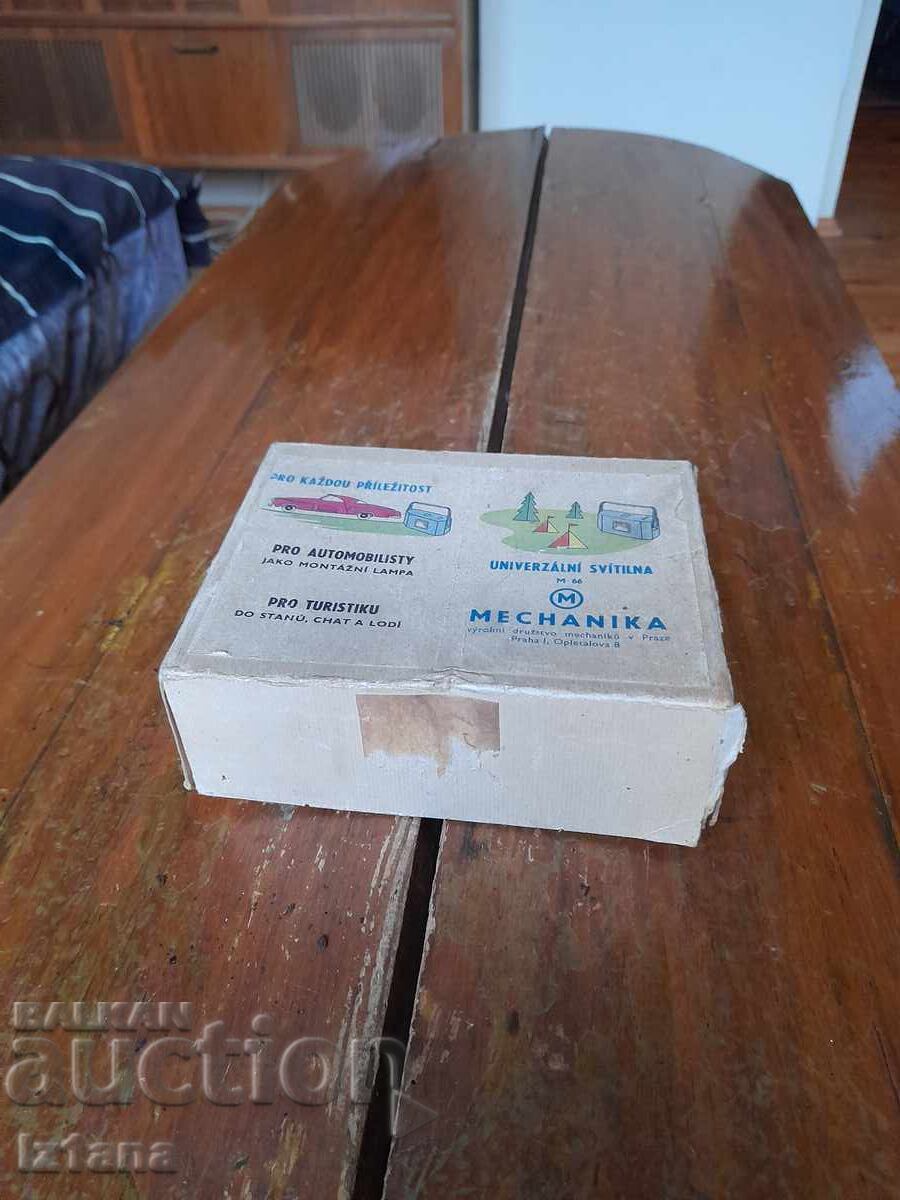 PRO KAŽDOU PŘÍLEŽITOST
PRO AUTOMOBILISTY
JAKO MONTÁŽNÍ LAMPA
PRO TURISTIKU
DO STANŮ, CHAT A LODÍ
UNIVERZÁLNÍ SVÍTILNA
M 66
M
MECHANIKA
výrobní družstvo mechaniků v Praze
Praha I, Opletalova 8
BALKAN
auction
iz1ana